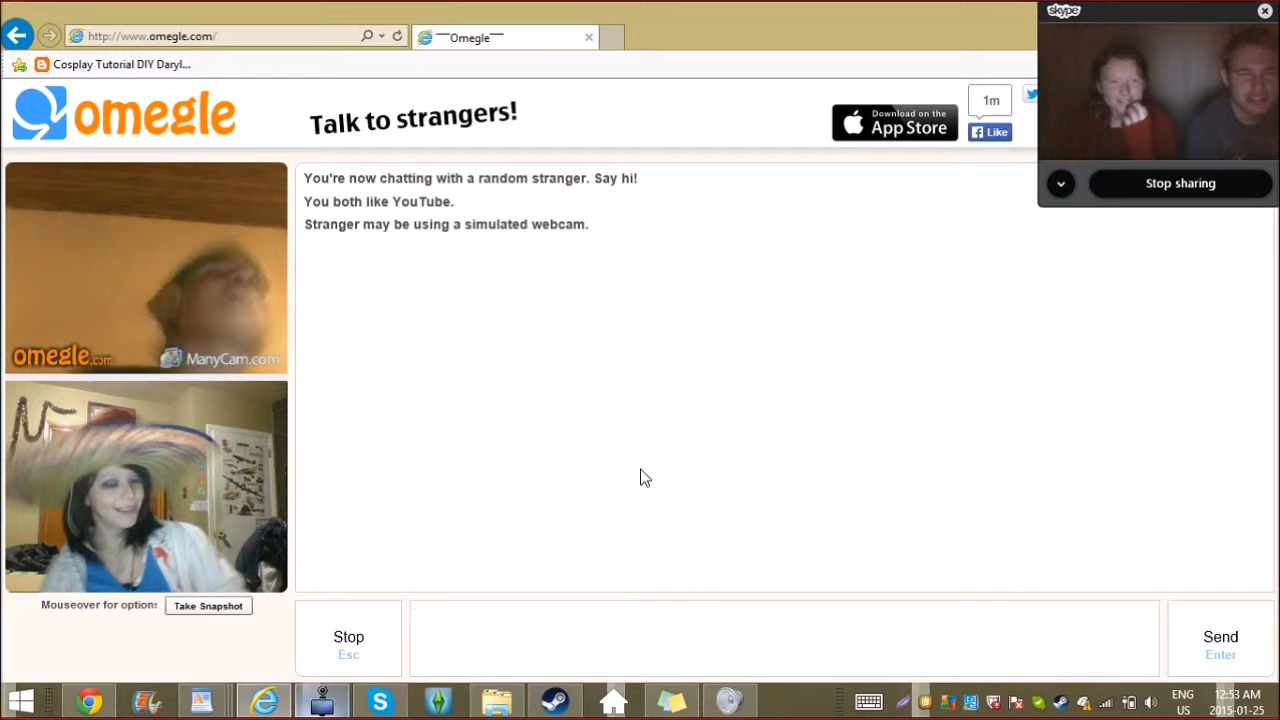 http://www.omegle.com/
Omegle
skype
Cosplay Tutorial DIY Daryl...
omegle
Talk to strangers!
Download on the
App Store
1m
Like
Stop sharing
You're now chatting with a random stranger. Say hi!
You both like YouTube.
Stranger may be using a simulated webcam.
omegle.com
ManyCam.com
Mouseover for options
Take Snapshot
Stop
Esc
Send
Enter
ENG
US
12:53 AM
2015-01-25